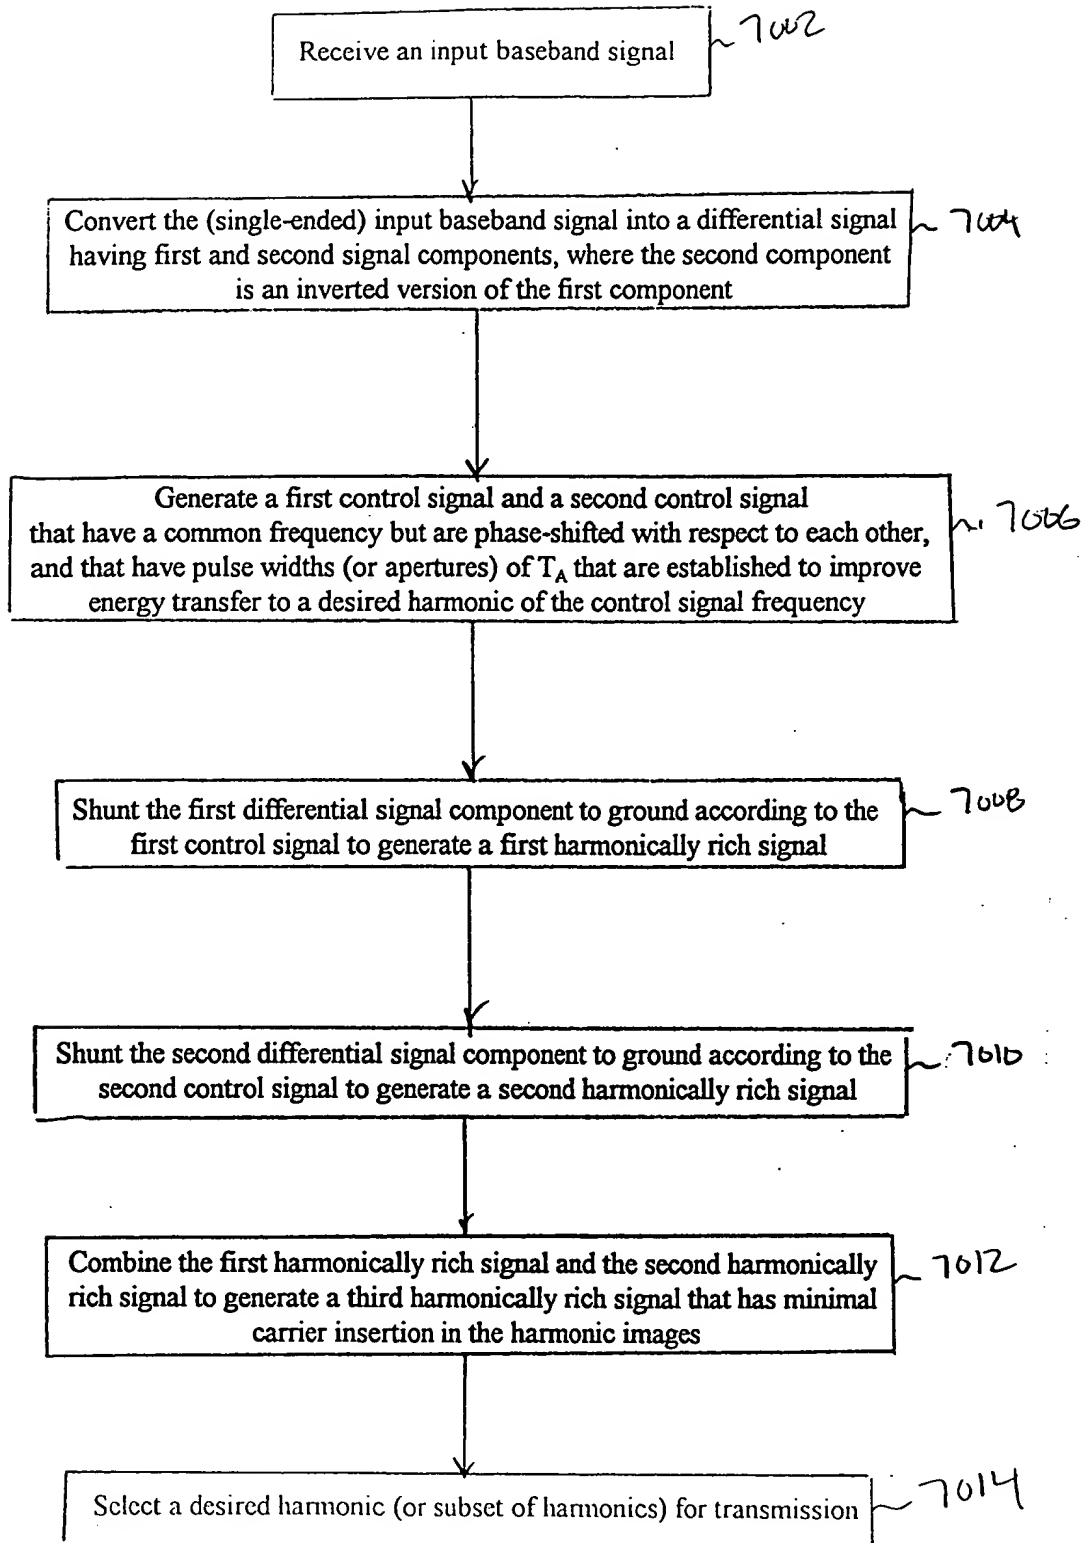 Receive an input baseband signal
7002
Convert the (single-ended) input baseband signal into a differential signal
having first and second signal components, where the second component
is an inverted version of the first component
7004
Generate a first control signal and a second control signal
that have a common frequency but are phase-shifted with respect to each other,
and that have pulse widths (or apertures) of T_A that are established to improve
energy transfer to a desired harmonic of the control signal frequency
7006
Shunt the first differential signal component to ground according to the
first control signal to generate a first harmonically rich signal
7008
Shunt the second differential signal component to ground according to the
second control signal to generate a second harmonically rich signal
7010
Combine the first harmonically rich signal and the second harmonically
rich signal to generate a third harmonically rich signal that has minimal
carrier insertion in the harmonic images
7012
Select a desired harmonic (or subset of harmonics) for transmission
7014